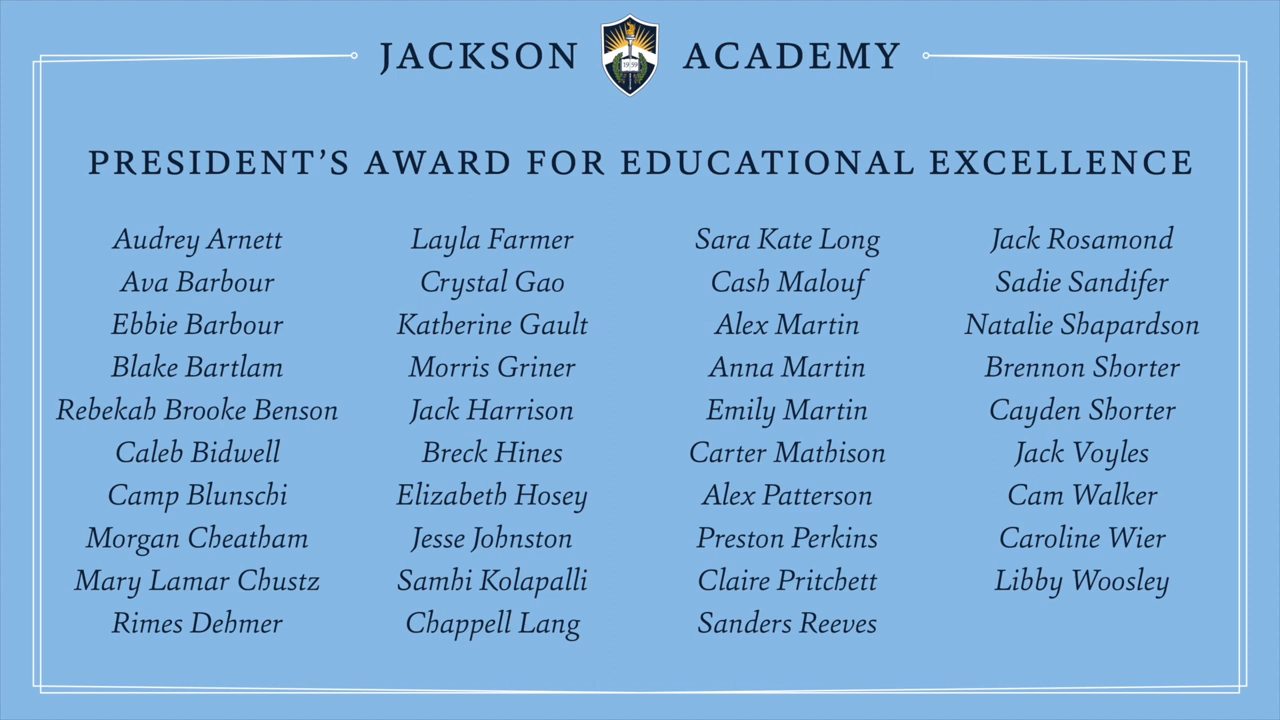 JACKSON ACADEMY
1959
PRESIDENT'S AWARD FOR EDUCATIONAL EXCELLENCE
Audrey Arnett
Ava Barbour
Ebbie Barbour
Blake Bartlam
Rebekah Brooke Benson
Caleb Bidwell
Camp Blunschi
Morgan Cheatham
Mary Lamar Chustz
Rimes Dehmer
Layla Farmer
Crystal Gao
Katherine Gault
Morris Griner
Jack Harrison
Breck Hines
Elizabeth Hosey
Jesse Johnston
Sambi Kolapalli
Chappell Lang
Sara Kate Long
Cash Malouf
Alex Martin
Anna Martin
Emily Martin
Carter Mathison
Alex Patterson
Preston Perkins
Claire Pritchett
Sanders Reeves
Jack Rosamond
Sadie Sandifer
Natalie Shapardson
Brennon Shorter
Cayden Shorter
Jack Voyles
Cam Walker
Caroline Wier
Libby Woosley